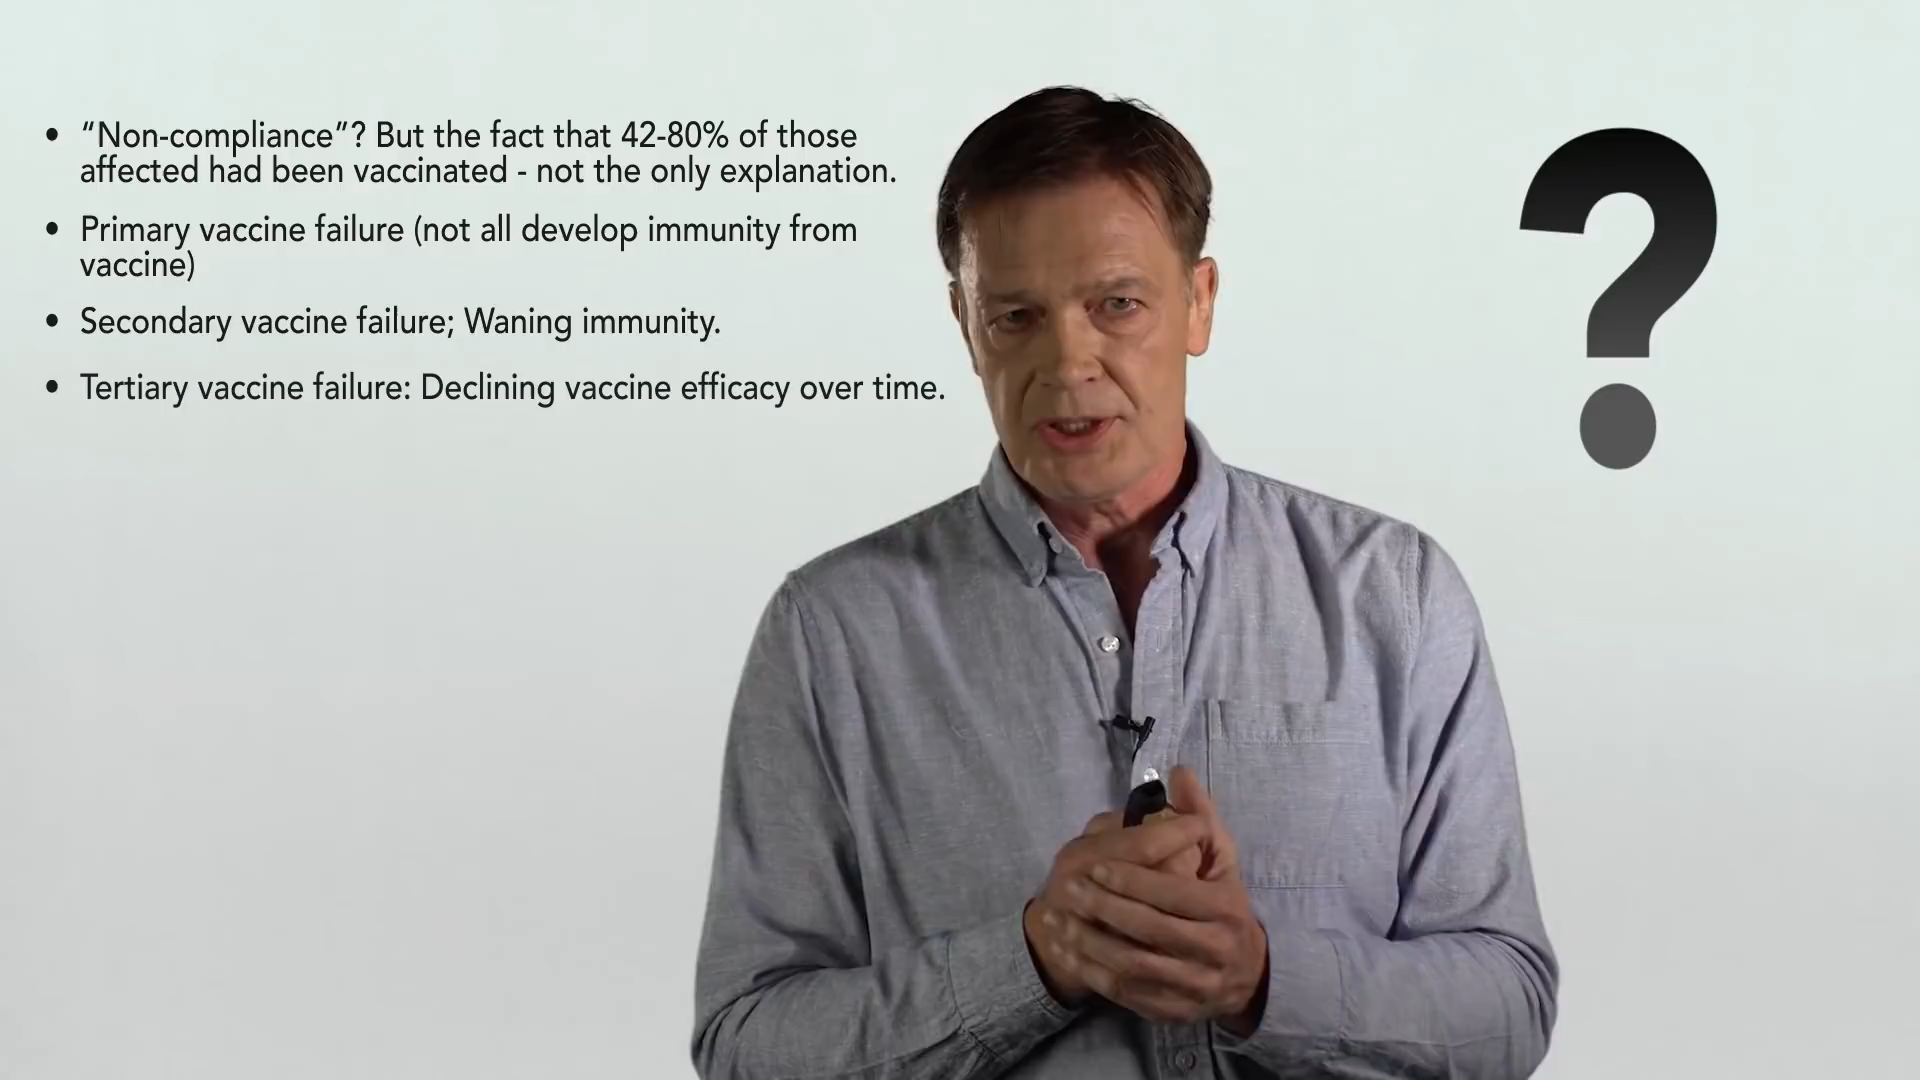 • “Non-compliance”? But the fact that 42-80% of those
affected had been vaccinated - not the only explanation.
• Primary vaccine failure (not all develop immunity from
vaccine)
• Secondary vaccine failure; Waning immunity.
• Tertiary vaccine failure: Declining vaccine efficacy over time.
?